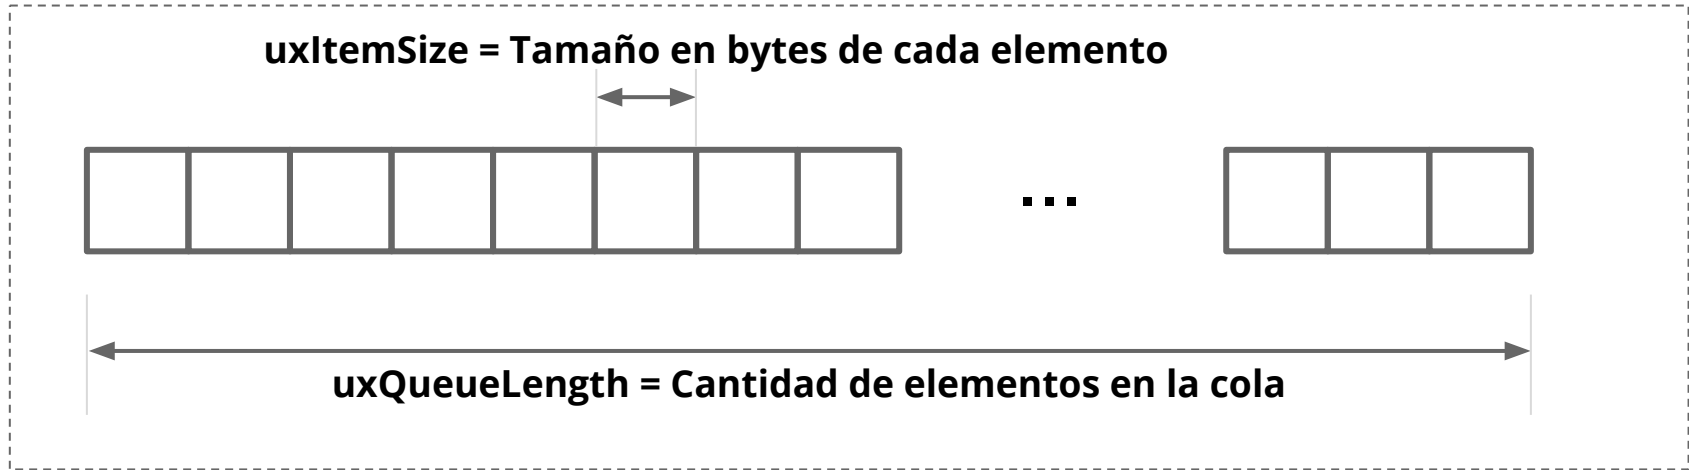 uxItemSize = Tamaño en bytes de cada elemento
...
uxQueueLength = Cantidad de elementos en la cola